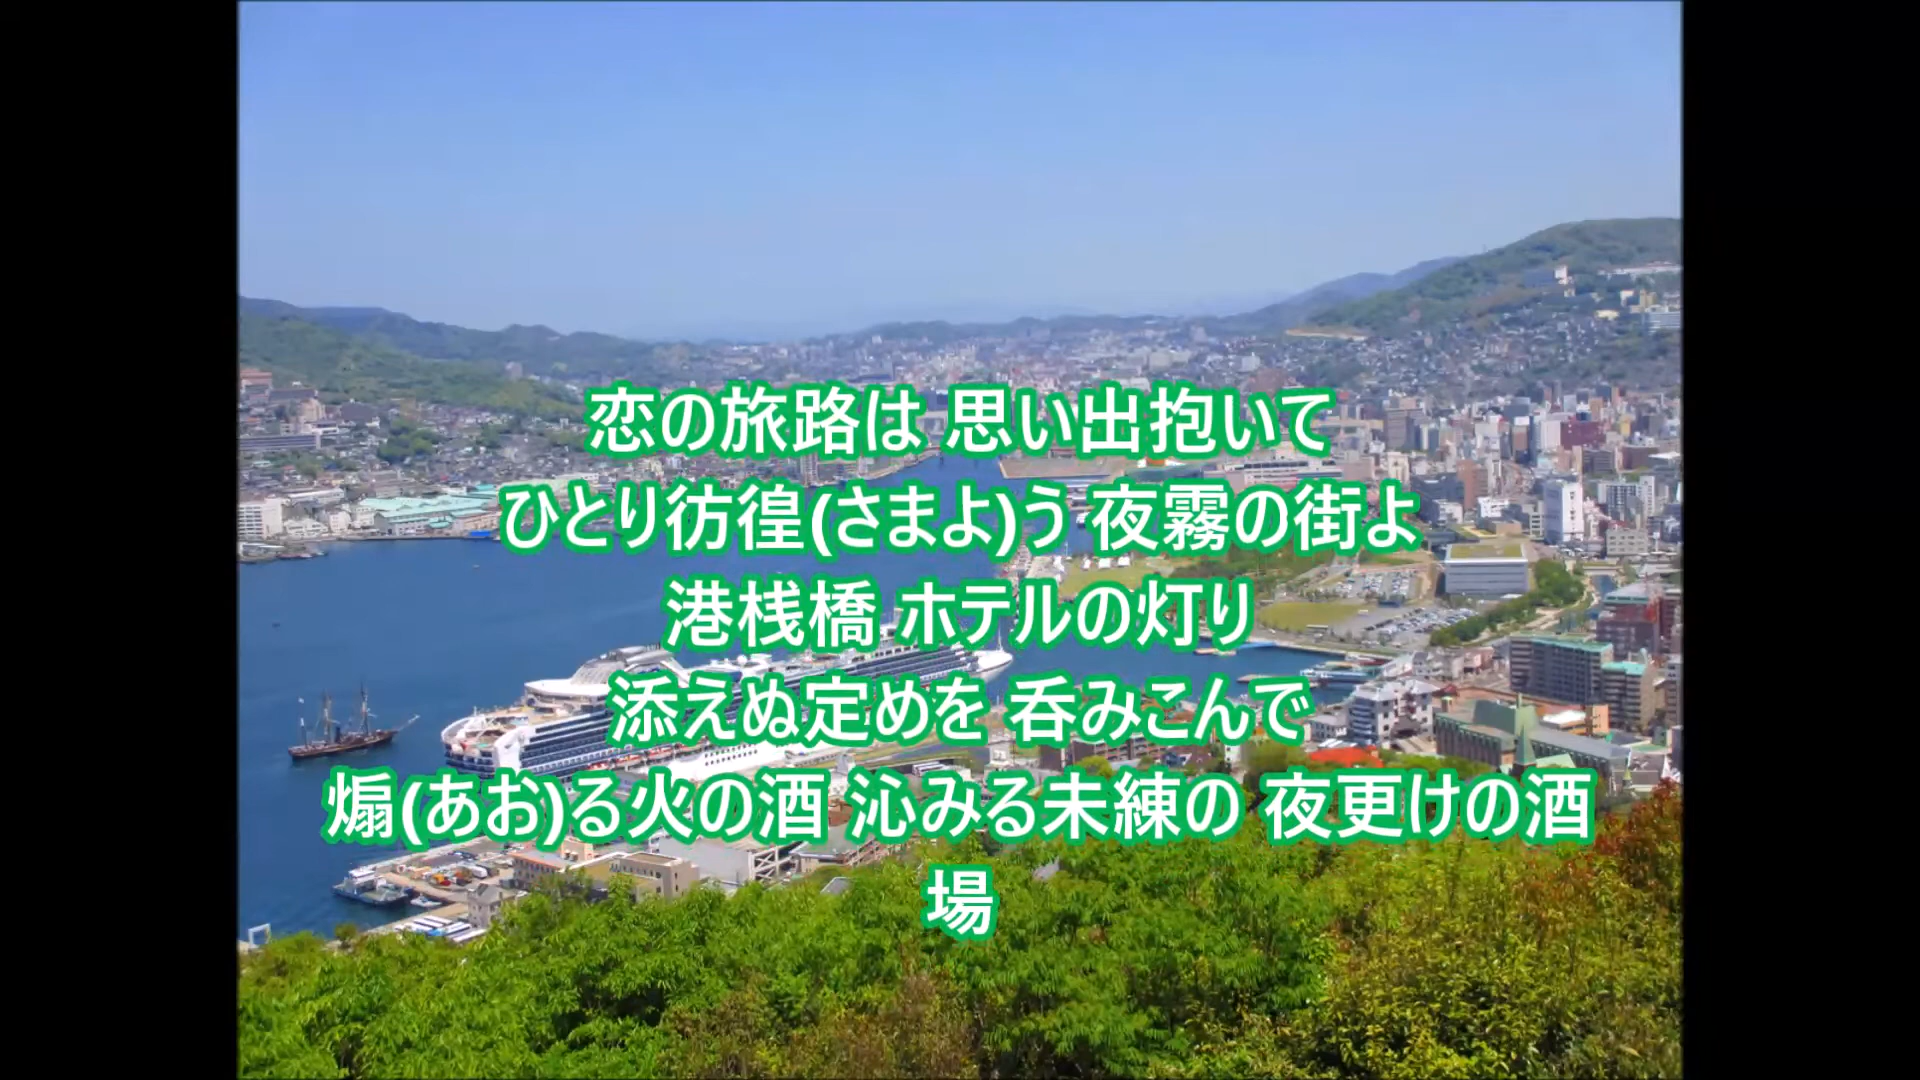 恋の旅路は 思い出抱いて
ひとり彷徨(さまよ)う 夜霧の街よ
港桟橋 ホテルの灯り
添えぬ定めを 呑みこんで
煽(あお)る火の酒 沁みる未練の 夜更けの酒
場